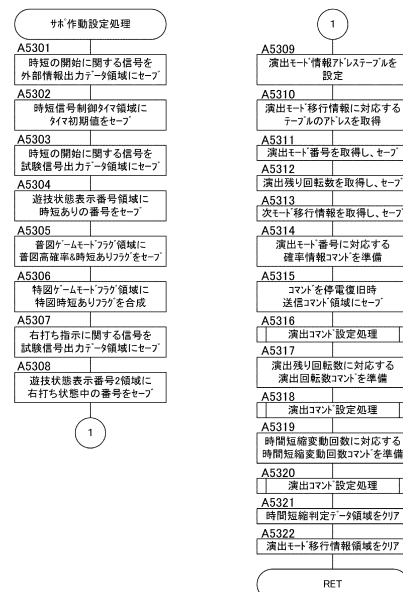 サポ作動設定処理
A5301
時短の開始に関する信号を
外部情報出力データ領域にセーブ
A5302
時短信号制御タイマ領域に
タイマ初期値をセーブ
A5303
時短の開始に関する信号を
試験信号出力データ領域にセーブ
A5304
遊技状態表示番号領域に
時短ありの番号をセーブ
A5305
普図ゲームモードフラグ領域に
普図高確率&時短ありフラグをセーブ
A5306
特図ゲームモードフラグ領域に
特図時短ありフラグを合成
A5307
右打ち指示に関する信号を
試験信号出力データ領域にセーブ
A5308
遊技状態表示番号2領域に
右打ち状態中の番号をセーブ
1
1
A5309
演出モード情報アドレステーブルを
設定
A5310
演出モード移行情報に対応する
テーブルのアドレスを取得
A5311
演出モード番号を取得し、セーブ
A5312
演出残り回転数を取得し、セーブ
A5313
次モード移行情報を取得し、セーブ
A5314
演出モード番号に対応する
確率情報コマンドを準備
A5315
コマンドを停電復旧時
送信コマンド領域にセーブ
A5316
演出コマンド設定処理
A5317
演出残り回転数に対応する
演出回転数コマンドを準備
A5318
演出コマンド設定処理
A5319
時間短縮変動回数に対応する
時間短縮変動回数コマンドを準備
A5320
演出コマンド設定処理
A5321
時間短縮判定データ領域をクリア
A5322
演出モード移行情報領域をクリア
RET